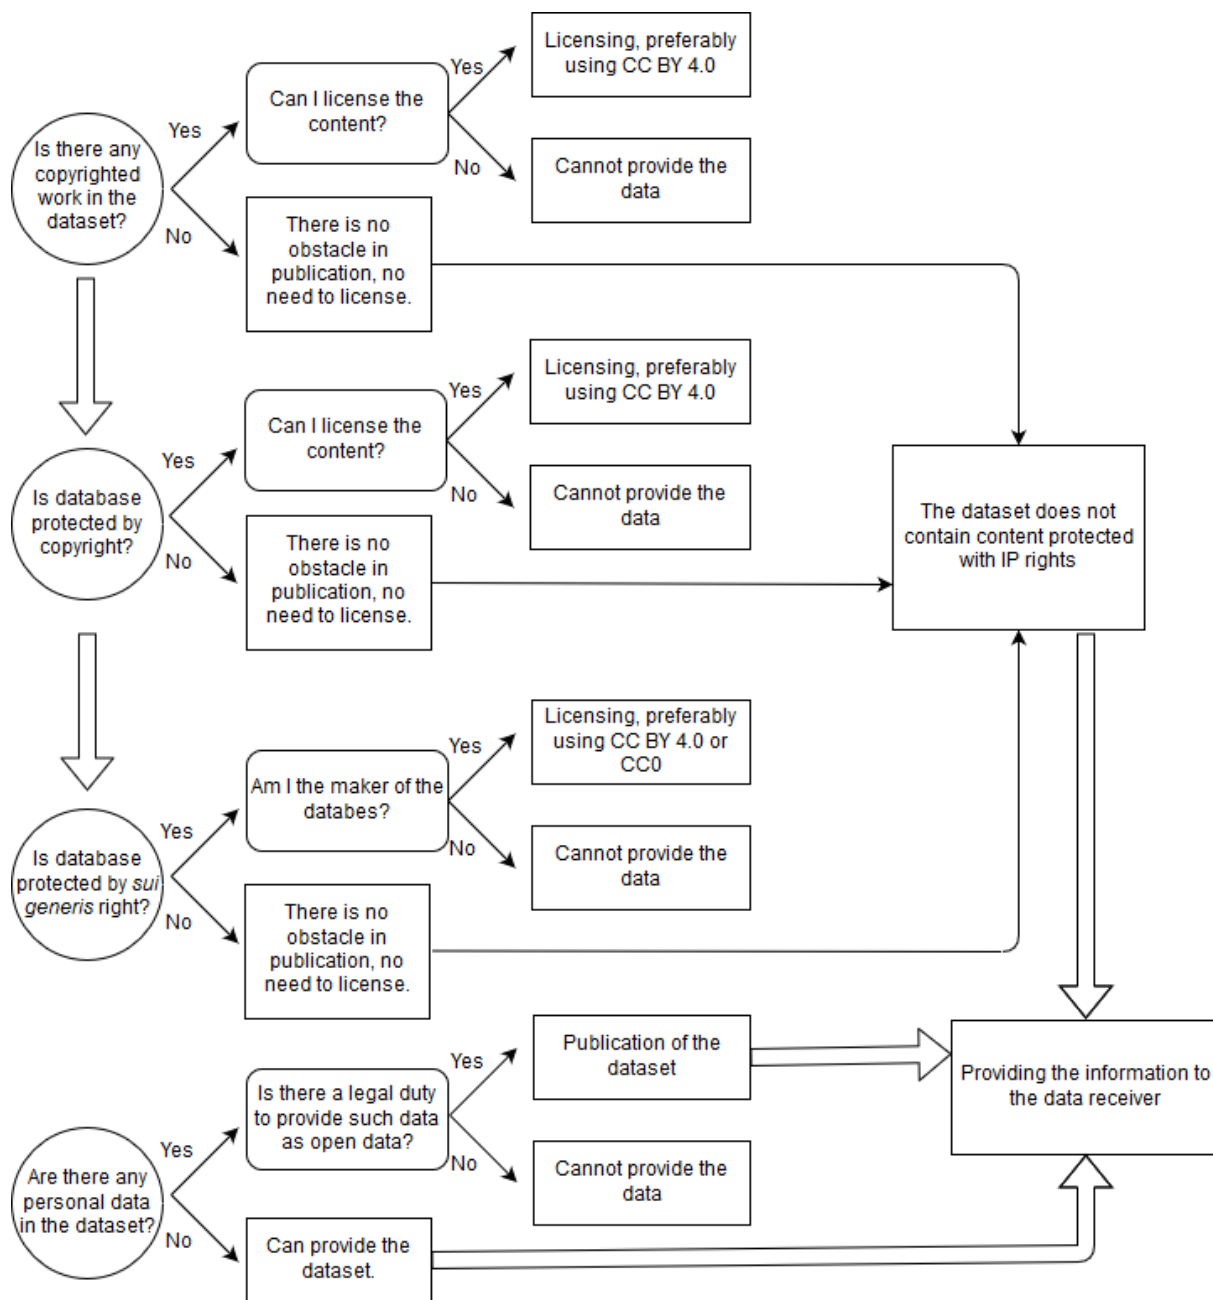 Is there any
copyrighted
work in the
dataset?
Yes
No
Can I license the
content?
Yes
No
Licensing, preferably
using CC BY 4.0
Cannot provide the
data
There is no
obstacle in
publication, no
need to license.
Is database
protected by
copyright?
Yes
No
Can I license the
content?
Yes
No
Licensing, preferably
using CC BY 4.0
Cannot provide the
data
There is no
obstacle in
publication, no
need to license.
The dataset does not
contain content protected
with IP rights
Is database
protected by sui
generis right?
Yes
No
Am I the maker of the
databes?
Yes
No
Licensing, preferably
using CC BY 4.0 or
CC0
Cannot provide the
data
There is no
obstacle in
publication, no
need to license.
Are there any
personal data
in the dataset?
Yes
No
Is there a legal duty
to provide such data
as open data?
Yes
No
Publication of the
dataset
Cannot provide the
data
Can provide the
dataset.
Providing the information to
the data receiver